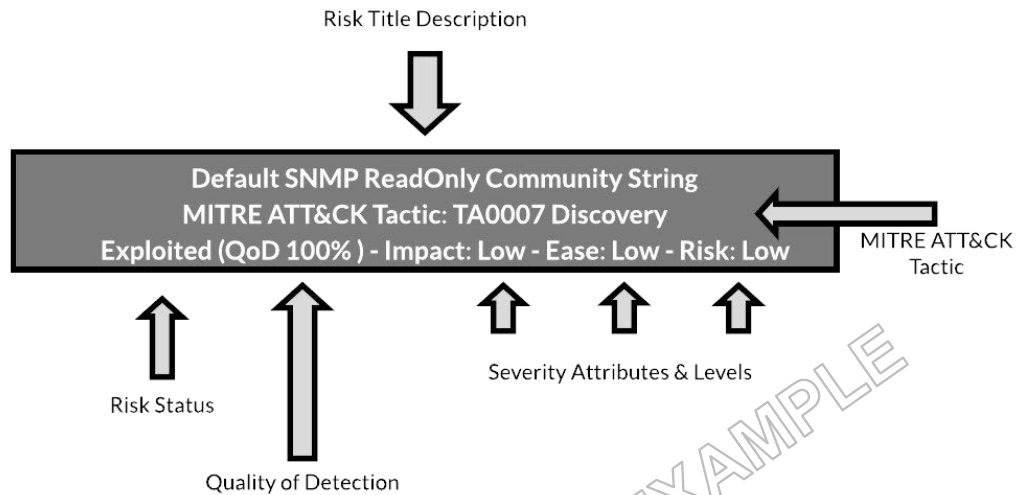 Risk Title Description
Default SNMP ReadOnly Community String
MITRE ATT&CK Tactic: TA0007 Discovery
Exploited (QoD 100% ) - Impact: Low - Ease: Low - Risk: Low
MITRE ATT&CK
Tactic
Severity Attributes & Levels
Risk Status
Quality of Detection
EXAMPLE